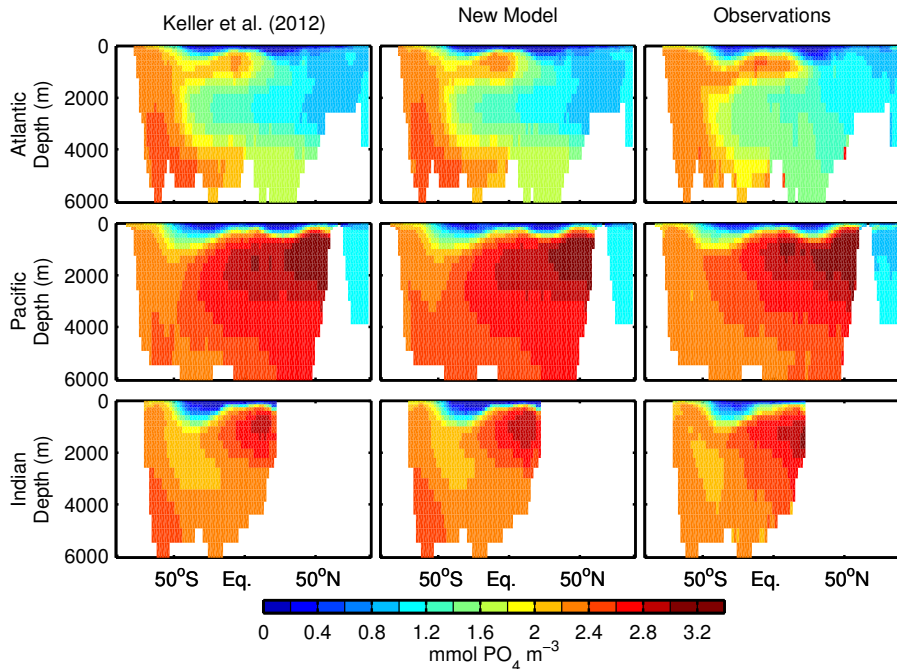 Keller et al. (2012) New Model Observations
Atlantic
Depth (m)
0
2000
4000
6000
Pacific
Depth (m)
0
2000
4000
6000
Indian
Depth (m)
0
2000
4000
6000
50°S Eq. 50°N 50°S Eq. 50°N 50°S Eq. 50°N
0 0.4 0.8 1.2 1.6 2 2.4 2.8 3.2
mmol PO₄ m⁻³